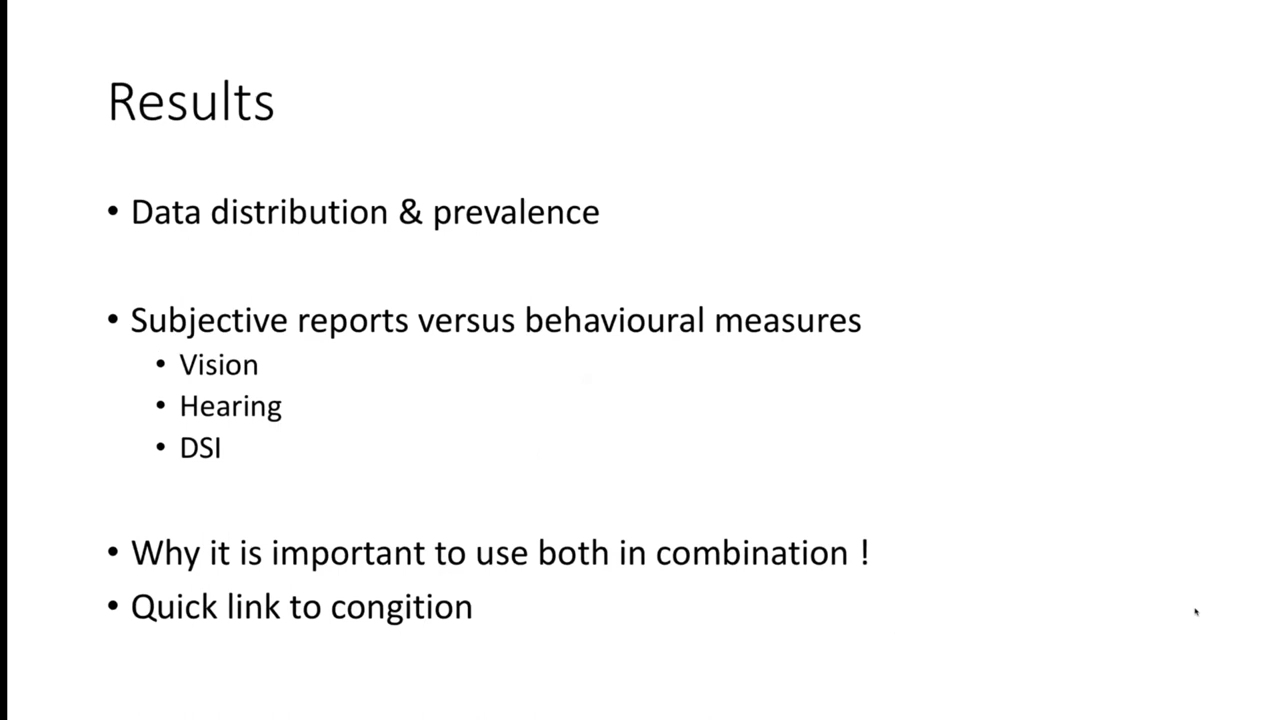 Results
• Data distribution & prevalence
• Subjective reports versus behavioural measures
• Vision
• Hearing
• DSI
• Why it is important to use both in combination !
• Quick link to congition